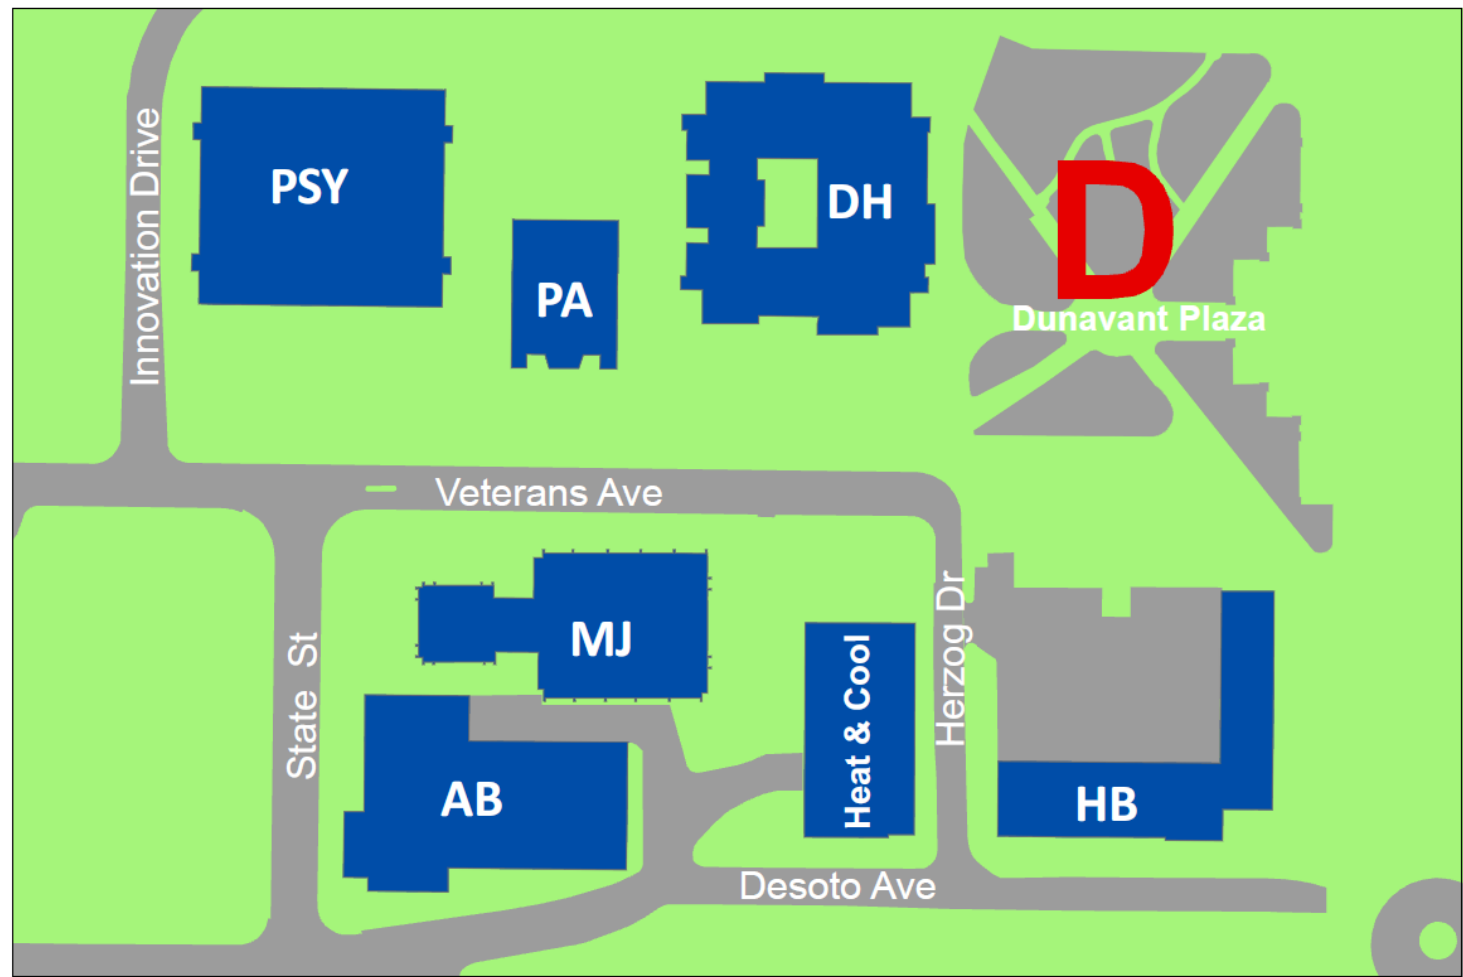 Innovation Drive
PSY
PA
DH
D
Dunavant Plaza
Veterans Ave
State St
MJ
AB
Heat & Cool
Herzog Dr
HB
Desoto Ave